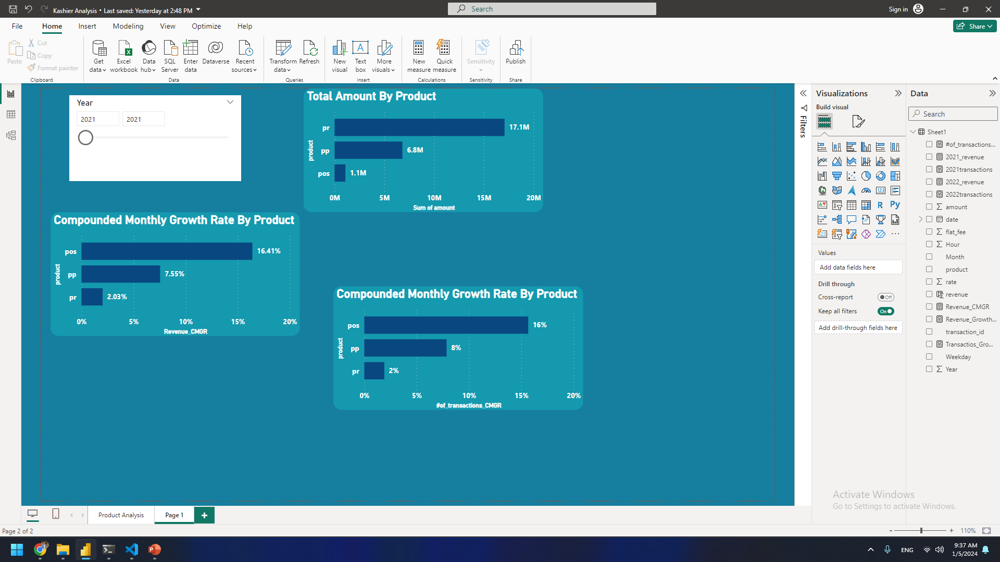 Kashier Analysis • Last saved: Yesterday at 2:48 PM
Search
Sign in
File
Home
Insert
Modeling
View
Optimize
Help
Share
Paste
Cut
Copy
Format painter
Clipboard
Get data
Excel workbook
Data hub
SQL Server
Enter data
Dataverse
Recent sources
Data
Transform data
Refresh
Queries
New visual
Text box
More visuals
Insert
New measure
Quick measure
Calculations
Sensitivity
Sensitivity
Publish
Share
Year
2021
2021
Total Amount By Product
product
pr
17.1M
pp
6.8M
pos
1.1M
0M
5M
10M
15M
20M
Sum of amount
Compounded Monthly Growth Rate By Product
product
pos
16.41%
pp
7.55%
pr
2.03%
0%
5%
10%
15%
20%
Revenue_CMGR
Compounded Monthly Growth Rate By Product
product
pos
16%
pp
8%
pr
2%
0%
5%
10%
15%
20%
#of_transactions_CMGR
Filters
Visualizations
Build visual
123
R
Py
123
Values
Add data fields here
Drill through
Cross-report
Off
Keep all filters
On
Add drill-through fields here
Data
Search
Sheet1
#of_transactions...
2021_revenue
2021transactions
2022_revenue
2022transactions
amount
date
flat_fee
Hour
Month
product
rate
revenue
Revenue_CMGR
Revenue_Growth...
transaction_id
Transactios_Gro...
Weekday
Year
Activate Windows
Go to Settings to activate Windows.
Product Analysis
Page 1
Page 2 of 2
110%
ENG
9:37 AM
1/5/2024